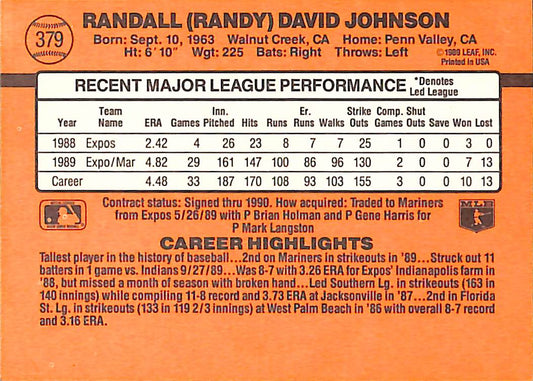 379
RANDALL (RANDY) DAVID JOHNSON
Born: Sept. 10, 1963 Walnut Creek, CA Home: Penn Valley, CA
Ht: 6' 10" Wgt: 225 Bats: Right Throws: Left
©1989 LEAF, INC.
Printed in USA
RECENT MAJOR LEAGUE PERFORMANCE *Denotes Led League
Year Team Name ERA Games Inn. Pitched Hits Runs Er. Runs Walks Strike Outs Comp. Games Shut Outs Save Won Lost
1988 Expos 2.42 4 26 23 8 7 7 25 1 0 0 3 0
1989 Expo/Mar 4.82 29 161 147 100 86 96 130 2 0 0 7 13
Career 4.48 33 187 170 108 93 103 155 3 0 0 10 13
Contract status: Signed thru 1990. How acquired: Traded to Mariners
from Expos 5/26/89 with P Brian Holman and P Gene Harris for
P Mark Langston
MLB
CAREER HIGHLIGHTS
Tallest player in the history of baseball...2nd on Mariners in strikeouts in '89...Struck out 11
batters in 1 game vs. Indians 9/27/89...Was 8-7 with 3.26 ERA for Expos' Indianapolis farm in
'88, but missed a month of season with broken hand...Led Southern Lg. in strikeouts (163 in
140 innings) while compiling 11-8 record and 3.73 ERA at Jacksonville in '87...2nd in Florida
St. Lg. in strikeouts (133 in 119 2/3 innings) at West Palm Beach in '86 with overall 8-7 record
and 3.16 ERA.